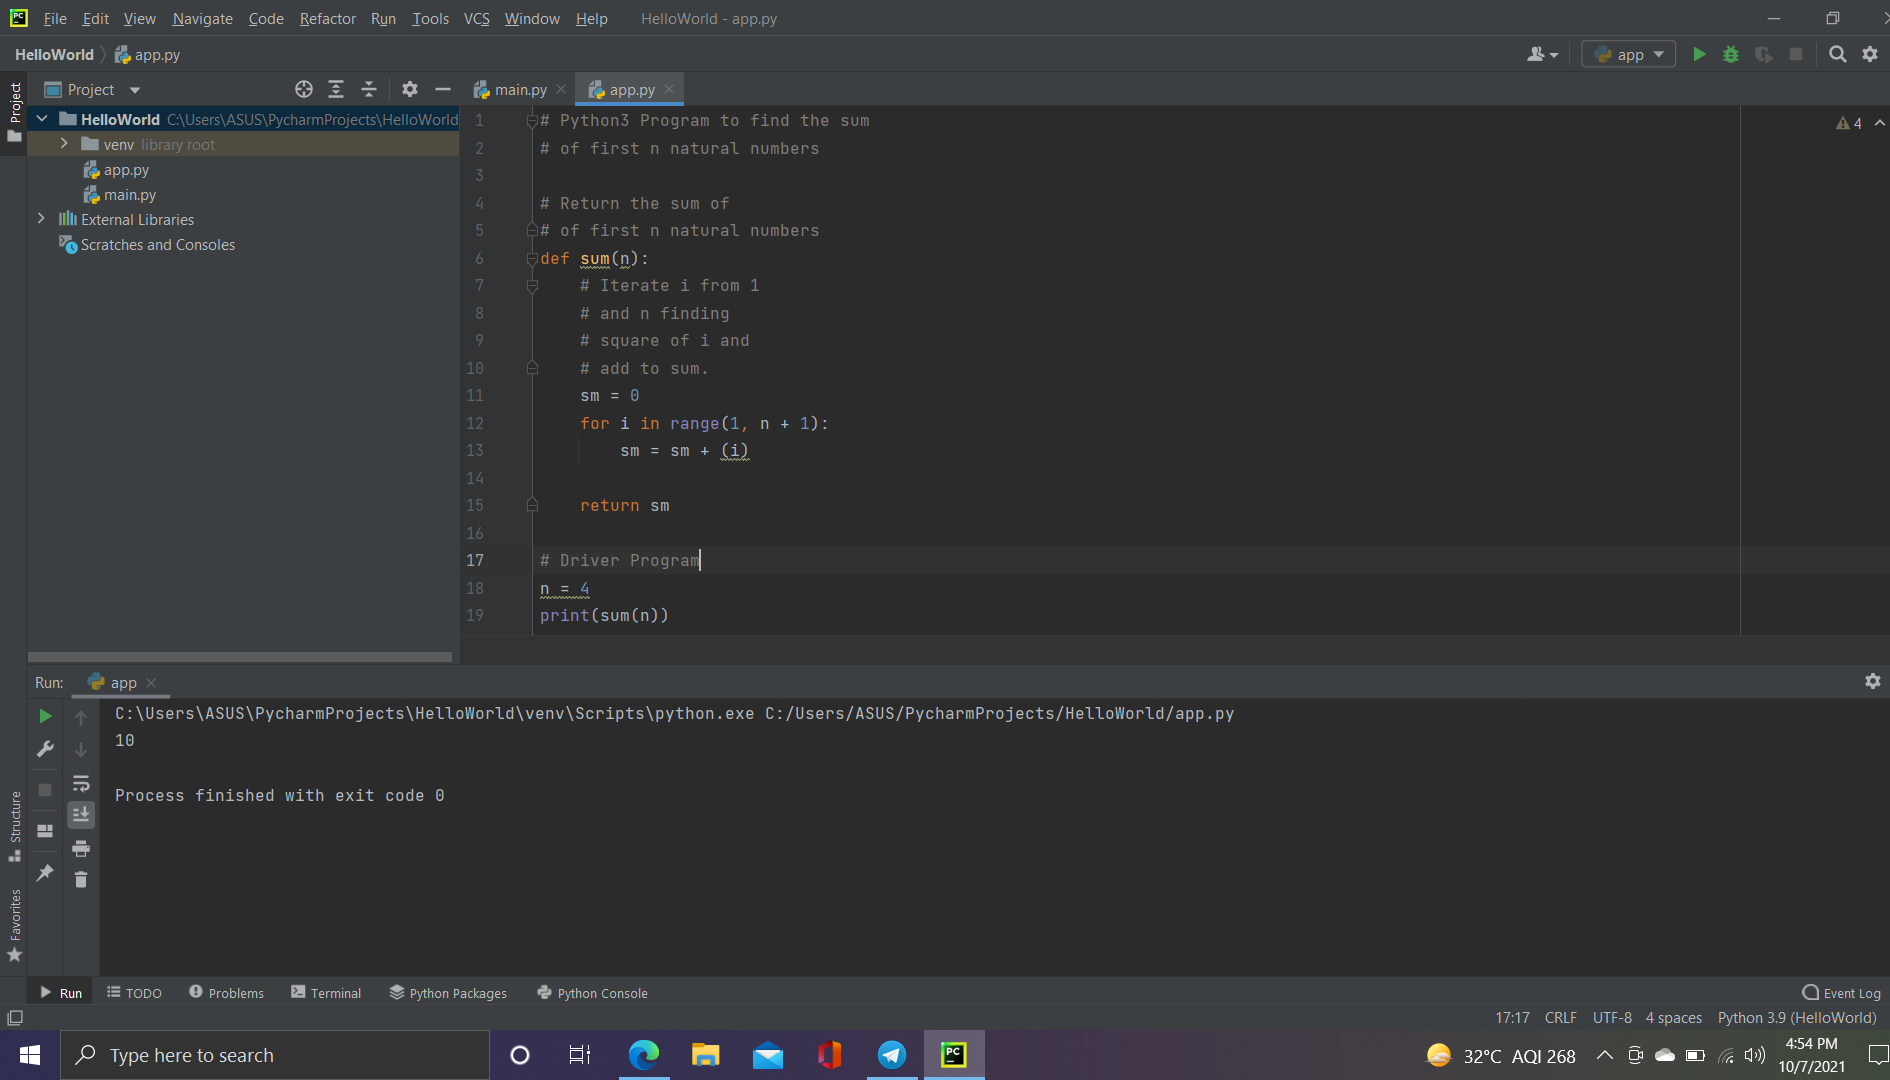 PC File Edit View Navigate Code Refactor Run Tools VCS Window Help HelloWorld - app.py
HelloWorld app.py app
Project
Project main.py app.py
HelloWorld C:\Users\ASUS\PycharmProjects\HelloWorld
venv library root
app.py
main.py
External Libraries
Scratches and Consoles
4
1 # Python3 Program to find the sum
2 # of first n natural numbers
3
4 # Return the sum of
5 # of first n natural numbers
6 def sum(n):
7 # Iterate i from 1
8 # and n finding
9 # square of i and
10 # add to sum.
11 sm = 0
12 for i in range(1, n + 1):
13 sm = sm + (i)
14
15 return sm
16
17 # Driver Program
18 n = 4
19 print(sum(n))
Run: app
C:\Users\ASUS\PycharmProjects\HelloWorld\venv\Scripts\python.exe C:/Users/ASUS/PycharmProjects/HelloWorld/app.py
10
Process finished with exit code 0
Structure
Favorites
Run TODO Problems Terminal Python Packages Python Console Event Log
17:17 CRLF UTF-8 4 spaces Python 3.9 (HelloWorld)
Type here to search PC 32°C AQI 268 4:54 PM
10/7/2021